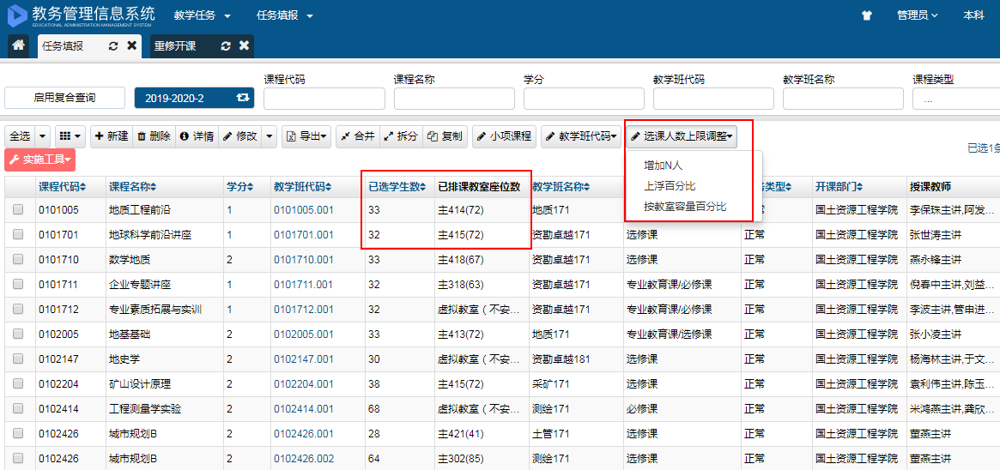 教务管理信息系统 教学任务 任务填报 管理员 本科
EDUCATIONAL ADMINISTRATION MANAGEMENT SYSTEM
任务填报 重修开课
课程代码 课程名称 学分 教学班代码 教学班名称 课程类型
启用复合查询 2019-2020-2 ...
全选 新建 删除 详情 修改 导出 合并 拆分 复制 小项课程 教学班代码 选课人数上限调整
已选1条
实施工具
增加N人
上浮百分比
按教室容量百分比
课程代码 课程名称 学分 教学班代码 已选学生数 已排课教室座位数 教学班名称 类型 开课部门 授课教师
0101005 地质工程前沿 1 0101005.001 33 主414(72) 地质171 常 国土资源工程学院 李保珠主讲,阿发...
0101701 地球科学前沿讲座 1 0101701.001 32 主415(72) 资勘卓越171 选修课 正常 国土资源工程学院 张世涛主讲
0101710 数学地质 2 0101710.001 33 主418(67) 资勘卓越171 选修课 正常 国土资源工程学院 燕永锋主讲
0101711 企业专题讲座 1 0101711.001 32 主318(63) 资勘卓越171 专业教育课/必修课 正常 国土资源工程学院 倪春中主讲,刘益...
0101712 专业素质拓展与实训 1 0101712.001 32 虚拟教室（不安... 资勘卓越171 专业教育课/必修课 正常 国土资源工程学院 李波主讲,管申进...
0102005 地基基础 2 0102005.001 33 主413(72) 地质171 专业教育课/选修课 正常 国土资源工程学院 张小凌主讲
0102147 地史学 2 0102147.001 30 虚拟教室（不安... 资勘卓越181 选修课 正常 国土资源工程学院 杨海林主讲,于文...
0102204 矿山设计原理 2 0102204.001 38 主415(72) 采矿171 选修课 正常 国土资源工程学院 袁利伟主讲,陈玉...
0102414 工程测量学实验 2 0102414.001 68 虚拟教室（不安... 测绘171 必修课 正常 国土资源工程学院 米鸿燕主讲,龚欣...
0102426 城市规划B 2 0102426.001 28 主421(41) 土管171 选修课 正常 国土资源工程学院 燕主讲
0102426 城市规划B 2 0102426.002 64 主302(85) 测绘171 选修课 正常 国土资源工程学院 燕主讲